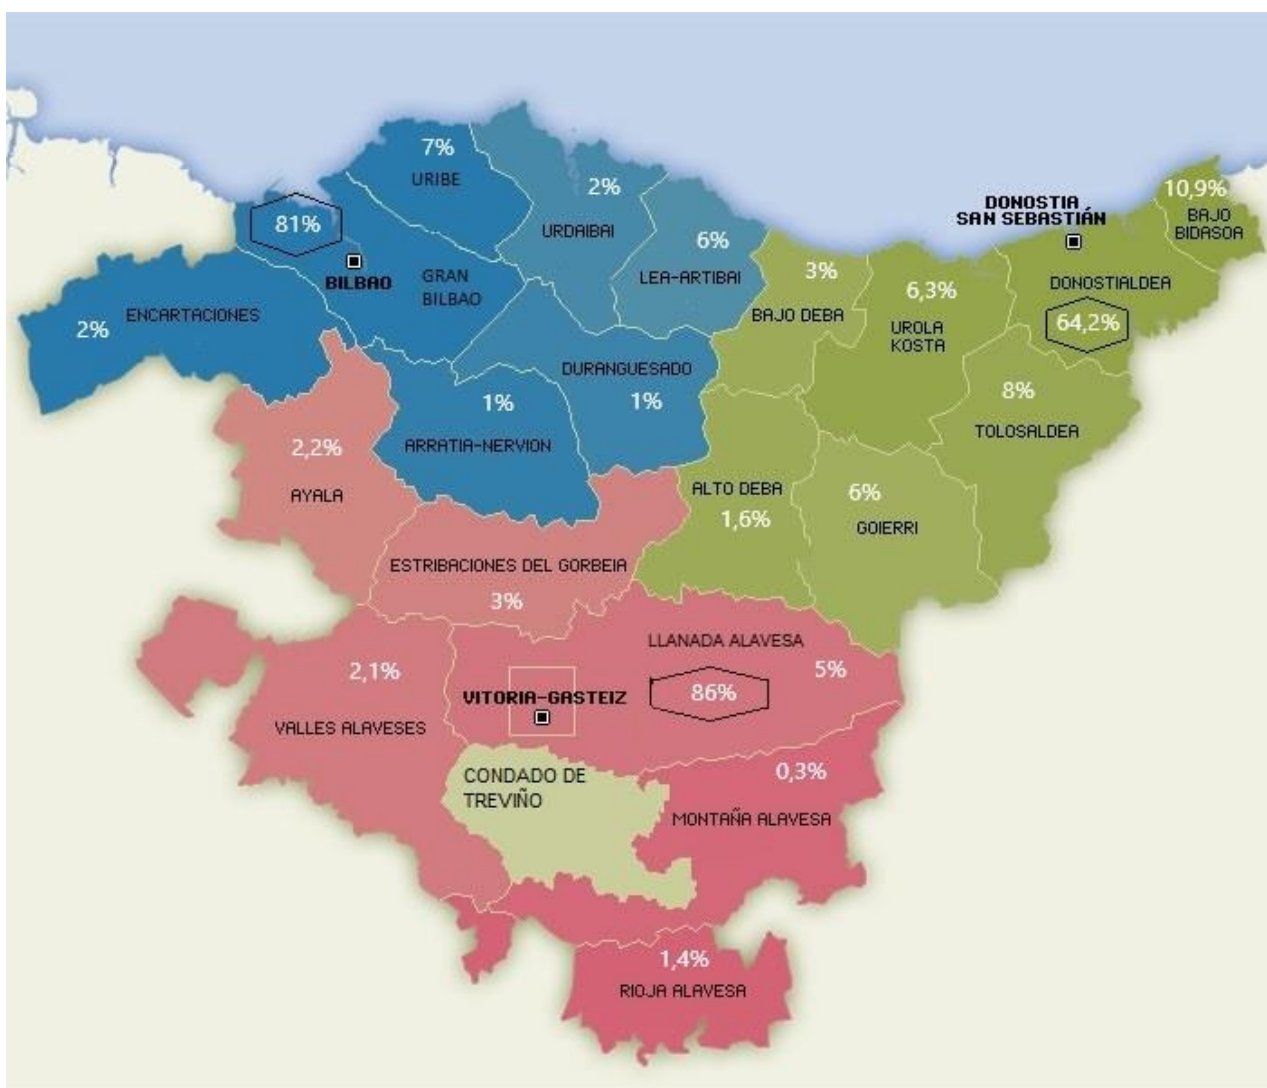 7%
URIBE
2%
URDAIBAI
10,9%
BAJO
BIDASOA
DONOSTIA
SAN SEBASTIÁN
81%
BILBAO
GRAN
BILBAO
6%
LEA-ARTIBAI
3%
BAJO DEBA
6,3%
UROLA
KOSTA
DONOSTIALDEA
64,2%
ENCARTACIONES
2%
DURANGUESADO
1%
1%
ARRATIA-NERVION
8%
TOLOSALDEA
2,2%
AYALA
ALTO DEBA
1,6%
6%
GOIERRI
ESTRIBACIONES DEL GORBEIA
3%
LLANADA ALAVESA
5%
86%
VITORIA-GASTEIZ
2,1%
VALLES ALAVESES
CONDADO DE
TREVIÑO
0,3%
MONTAÑA ALAVESA
1,4%
RIOJA ALAVESA